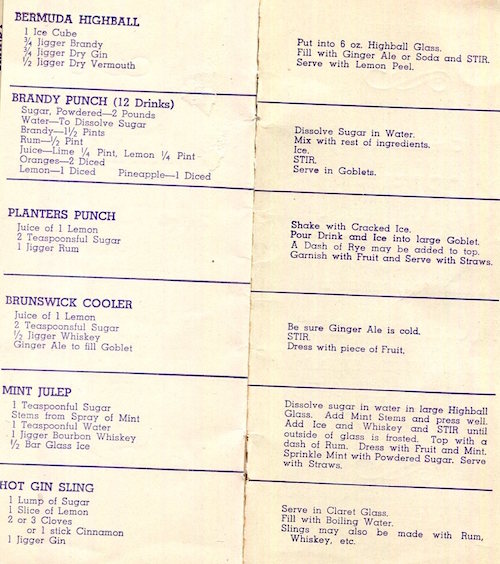 BERMUDA HIGHBALL
1 Ice Cube
¾ Jigger Brandy
¾ Jigger Dry Gin
½ Jigger Dry Vermouth
Put into 6 oz. Highball Glass.
Fill with Ginger Ale or Soda and STIR.
Serve with Lemon Peel.
BRANDY PUNCH (12 Drinks)
Sugar, Powdered—2 Pounds
Water—To Dissolve Sugar
Brandy—1½ Pints
Rum—½ Pint
Juice—Lime ¼ Pint, Lemon ¼ Pint
Oranges—2 Diced
Lemon—1 Diced Pineapple—1 Diced
Dissolve Sugar in Water.
Mix with rest of ingredients.
Ice.
STIR.
Serve in Goblets.
PLANTERS PUNCH
Juice of 1 Lemon
2 Teaspoonsful Sugar
1 Jigger Rum
Shake with Cracked Ice.
Pour Drink and Ice into large Goblet.
A Dash of Rye may be added to top.
Garnish with Fruit and Serve with Straws.
BRUNSWICK COOLER
Juice of 1 Lemon
2 Teaspoonsful Sugar
½ Jigger Whiskey
Ginger Ale to fill Goblet
Be sure Ginger Ale is cold.
STIR.
Dress with piece of Fruit.
MINT JULEP
1 Teaspoonful Sugar
Stems from Spray of Mint
1 Teaspoonful Water
1 Jigger Bourbon Whiskey
½ Bar Glass Ice
Dissolve sugar in water in large Highball
Glass. Add Mint Stems and press well.
Add Ice and Whiskey and STIR until
outside of glass is frosted. Top with a
dash of Rum. Dress with Fruit and Mint.
Sprinkle Mint with Powdered Sugar. Serve
with Straws.
HOT GIN SLING
1 Lump of Sugar
1 Slice of Lemon
2 or 3 Cloves
or 1 stick Cinnamon
1 Jigger Gin
Serve in Claret Glass.
Fill with Boiling Water.
Slings may also be made with Rum,
Whiskey, etc.